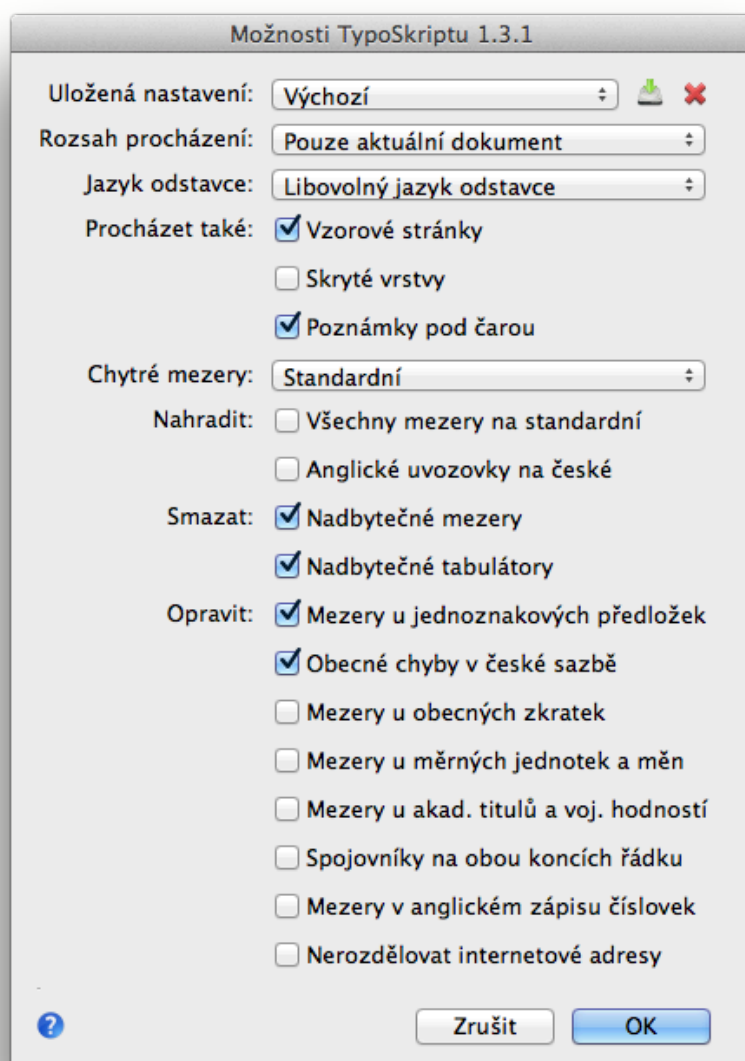 Možnosti TypoSkriptu 1.3.1
Uložená nastavení: Výchozí
Rozsah procházení: Pouze aktuální dokument
Jazyk odstavce: Libovolný jazyk odstavce
Procházet také: Vzorové stránky
Skryté vrstvy
Poznámky pod čarou
Chytré mezery: Standardní
Nahradit: Všechny mezery na standardní
Anglické uvozovky na české
Smazat: Nadbytečné mezery
Nadbytečné tabulátory
Opravit: Mezery u jednoznakových předložek
Obecné chyby v české sazbě
Mezery u obecných zkratek
Mezery u měrných jednotek a měn
Mezery u akad. titulů a voj. hodností
Spojovníky na obou koncích řádku
Mezery v anglickém zápisu číslovek
Nerozdělovat internetové adresy
? Zrušit OK